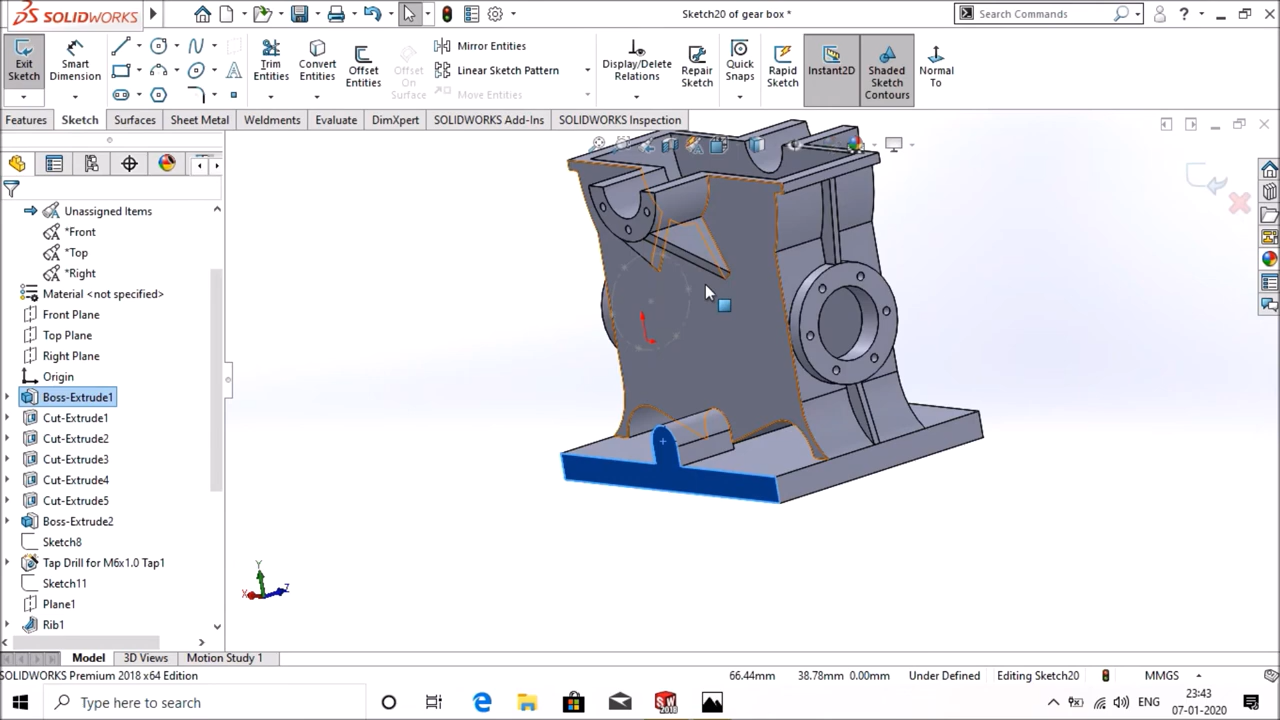 SOLIDWORKS
Sketch20 of gear box *
Search Commands
?
Exit Sketch
Smart Dimension
Trim Entities
Convert Entities
Offset Entities
Offset On Surface
Mirror Entities
Linear Sketch Pattern
Move Entities
Display/Delete Relations
Repair Sketch
Quick Snaps
Rapid Sketch
Instant2D
Shaded Sketch Contours
Normal To
Features
Sketch
Surfaces
Sheet Metal
Weldments
Evaluate
DimXpert
SOLIDWORKS Add-Ins
SOLIDWORKS Inspection
Unassigned Items
*Front
*Top
*Right
Material <not specified>
Front Plane
Top Plane
Right Plane
Origin
Boss-Extrude1
Cut-Extrude1
Cut-Extrude2
Cut-Extrude3
Cut-Extrude4
Cut-Extrude5
Boss-Extrude2
Sketch8
Tap Drill for M6x1.0 Tap1
Sketch11
Plane1
Rib1
Y
X
Z
Model
3D Views
Motion Study 1
SOLIDWORKS Premium 2018 x64 Edition
66.44mm
38.78mm 0.00mm
Under Defined
Editing Sketch20
MMGS
Type here to search
SW
2018
ENG
23:43
07-01-2020